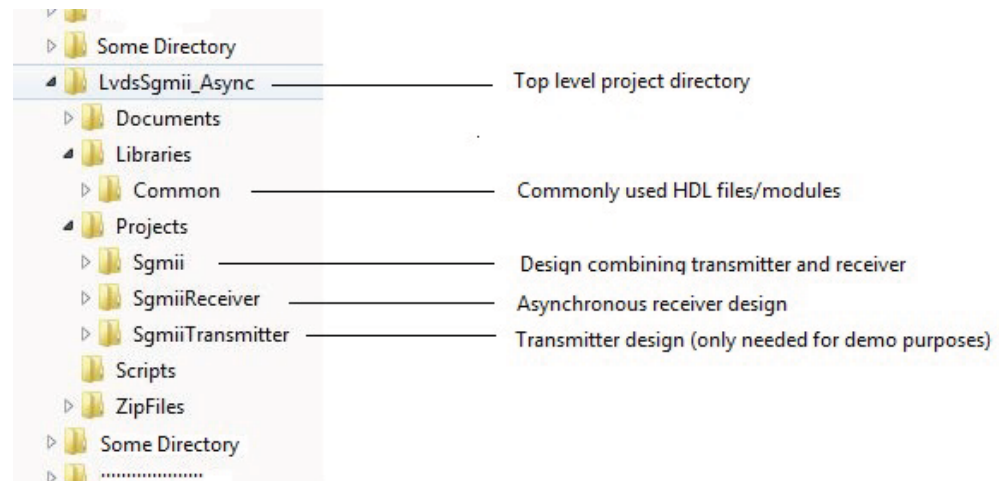 Some Directory
LvdsSgmii_Async Top level project directory
Documents
Libraries
Common Commonly used HDL files/modules
Projects
Sgmii Design combining transmitter and receiver
SgmiiReceiver Asynchronous receiver design
SgmiiTransmitter Transmitter design (only needed for demo purposes)
Scripts
ZipFiles
Some Directory
....................